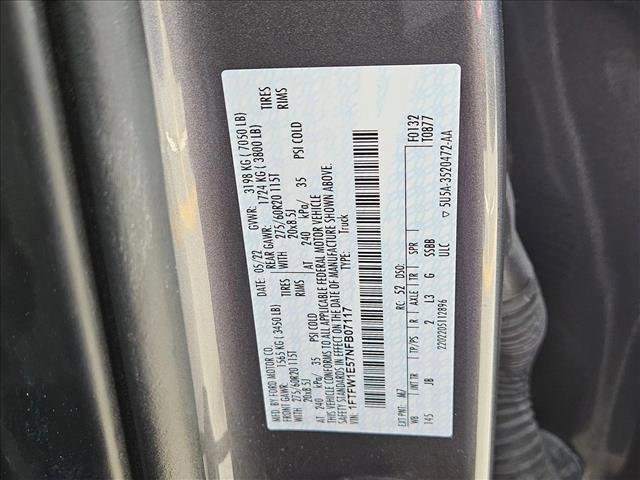 MFD. BY FORD MOTOR CO.
05/22 GVWR: 3198 KG ( 7050 LB)
FRONT GAWR: 1565 KG ( 3450 LB) REAR GAWR: 1724 KG ( 3800 LB)
WITH 275/60R20 115T TIRES WITH 275/60R20 115T TIRES
20x8.5J RIMS 20x8.5J RIMS
AT 240 kPa/ 35 PSI COLD AT 240 kPa/ 35 PSI COLD
THIS VEHICLE CONFORMS TO ALL APPLICABLE FEDERAL MOTOR VEHICLE
SAFETY STANDARDS IN EFFECT ON THE DATE OF MANUFACTURE SHOWN ABOVE.
VIN: 1FTFW1E57NFB07117 TYPE: Truck
F0132
T0877
EXT PNT: M7 RC: 52 DSO:
WB INT TR TP/PS R AXLE TR SPR
145 JB 2 L3 G SSBB
2202205112896 ULC
5U5A-3520472-AA